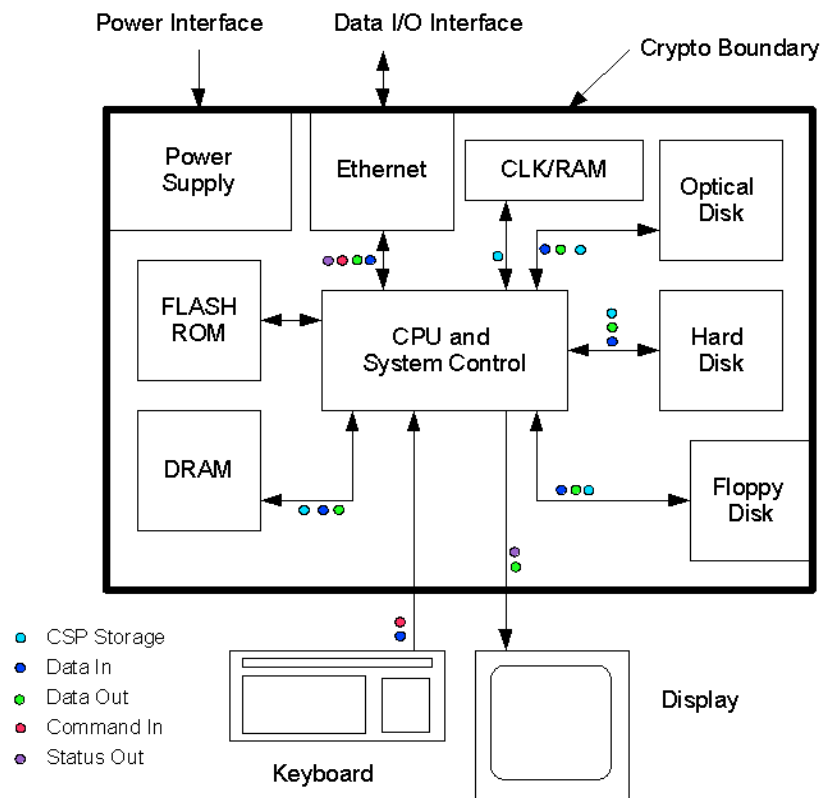 Power Interface
Data I/O Interface
Crypto Boundary
Power
Supply
Ethernet
CLK/RAM
Optical
Disk
FLASH
ROM
CPU and
System Control
Hard
Disk
DRAM
Floppy
Disk
CSP Storage
Data In
Data Out
Command In
Status Out
Keyboard
Display